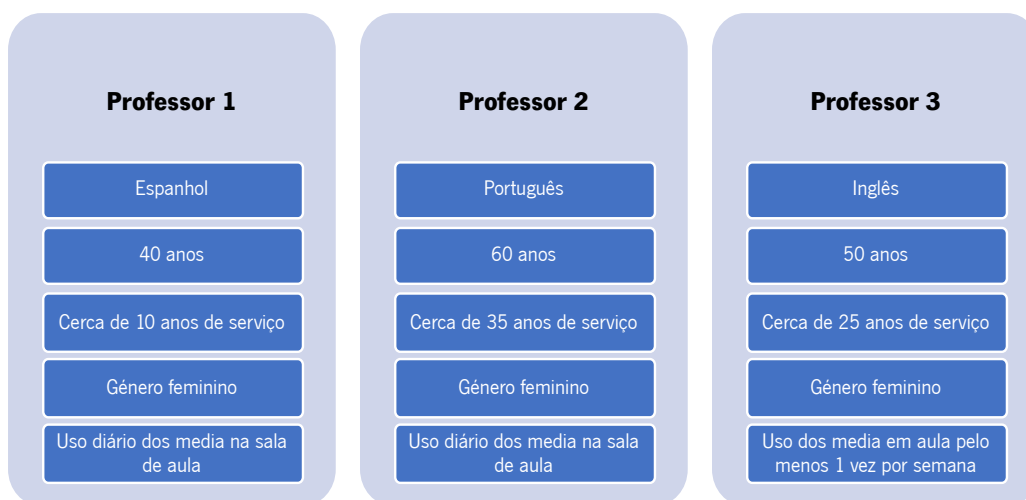 Professor 1
Espanhol
40 anos
Cerca de 10 anos de serviço
Género feminino
Uso diário dos media na sala
de aula
Professor 2
Português
60 anos
Cerca de 35 anos de serviço
Género feminino
Uso diário dos media na sala
de aula
Professor 3
Inglês
50 anos
Cerca de 25 anos de serviço
Género feminino
Uso dos media em aula pelo
menos 1 vez por semana